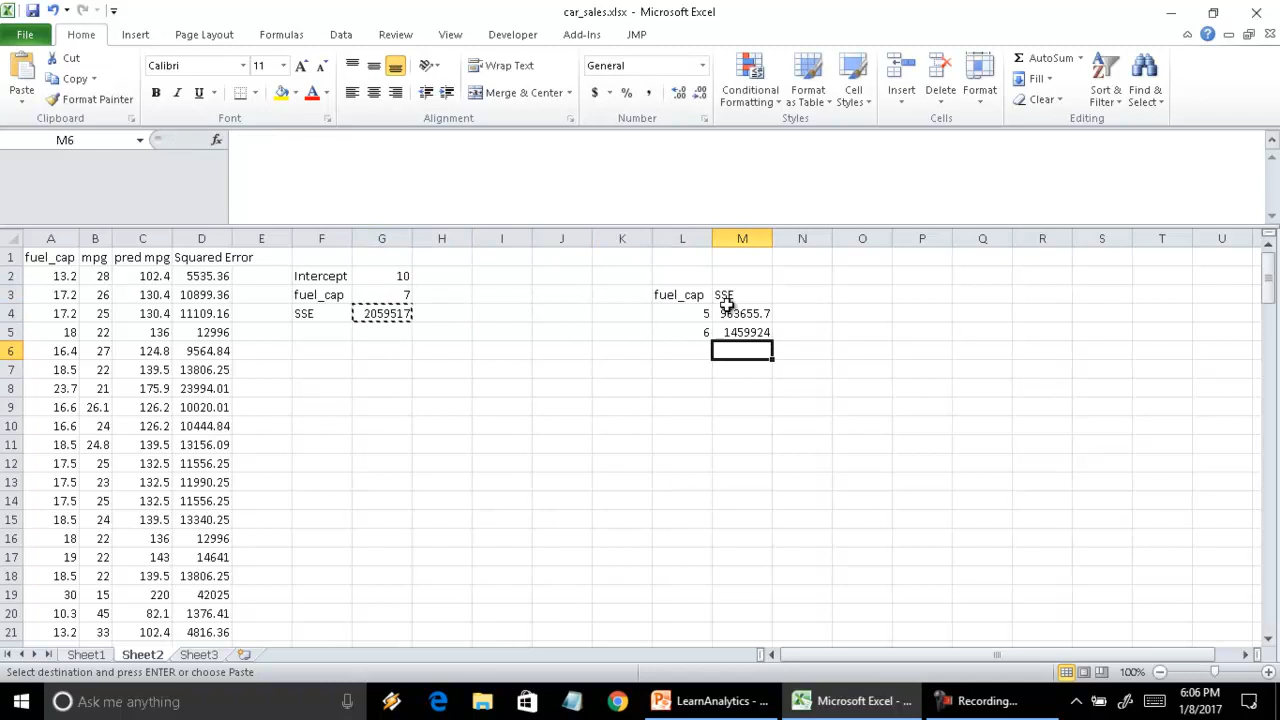 car_sales.xlsx - Microsoft Excel
File Home Insert Page Layout Formulas Data Review View Developer Add-Ins JMP
Paste
Cut
Copy
Format Painter
Clipboard
Calibri 11
B I U
Font
Wrap Text
Merge & Center
Alignment
General
$ % ,
Number
Conditional Formatting
Format as Table
Cell Styles
Styles
Insert Delete Format
Cells
Σ AutoSum
Fill
Clear
Sort & Filter
Find & Select
Editing
M6 fx
A B C D E F G H I J K L M N O P Q R S T U
1 fuel_cap mpg pred mpg Squared Error
2 13.2 28 102.4 5535.36 Intercept 10
3 17.2 26 130.4 10899.36 fuel_cap 7 fuel_cap SSE
4 17.2 25 130.4 11109.16 SSE 2059517 5 963655.7
5 18 22 136 12996 6 1459924
6 16.4 27 124.8 9564.84
7 18.5 22 139.5 13806.25
8 23.7 21 175.9 23994.01
9 16.6 26.1 126.2 10020.01
10 16.6 24 126.2 10444.84
11 18.5 24.8 139.5 13156.09
12 17.5 25 132.5 11556.25
13 17.5 23 132.5 11990.25
14 17.5 25 132.5 11556.25
15 18.5 24 139.5 13340.25
16 18 22 136 12996
17 19 22 143 14641
18 18.5 22 139.5 13806.25
19 30 15 220 42025
20 10.3 45 82.1 1376.41
21 13.2 33 102.4 4816.36
Sheet1 Sheet2 Sheet3
Select destination and press ENTER or choose Paste 100%
Ask me anything
LearnAnalytics - ...
Microsoft Excel - ...
Recording...
6:06 PM
1/8/2017